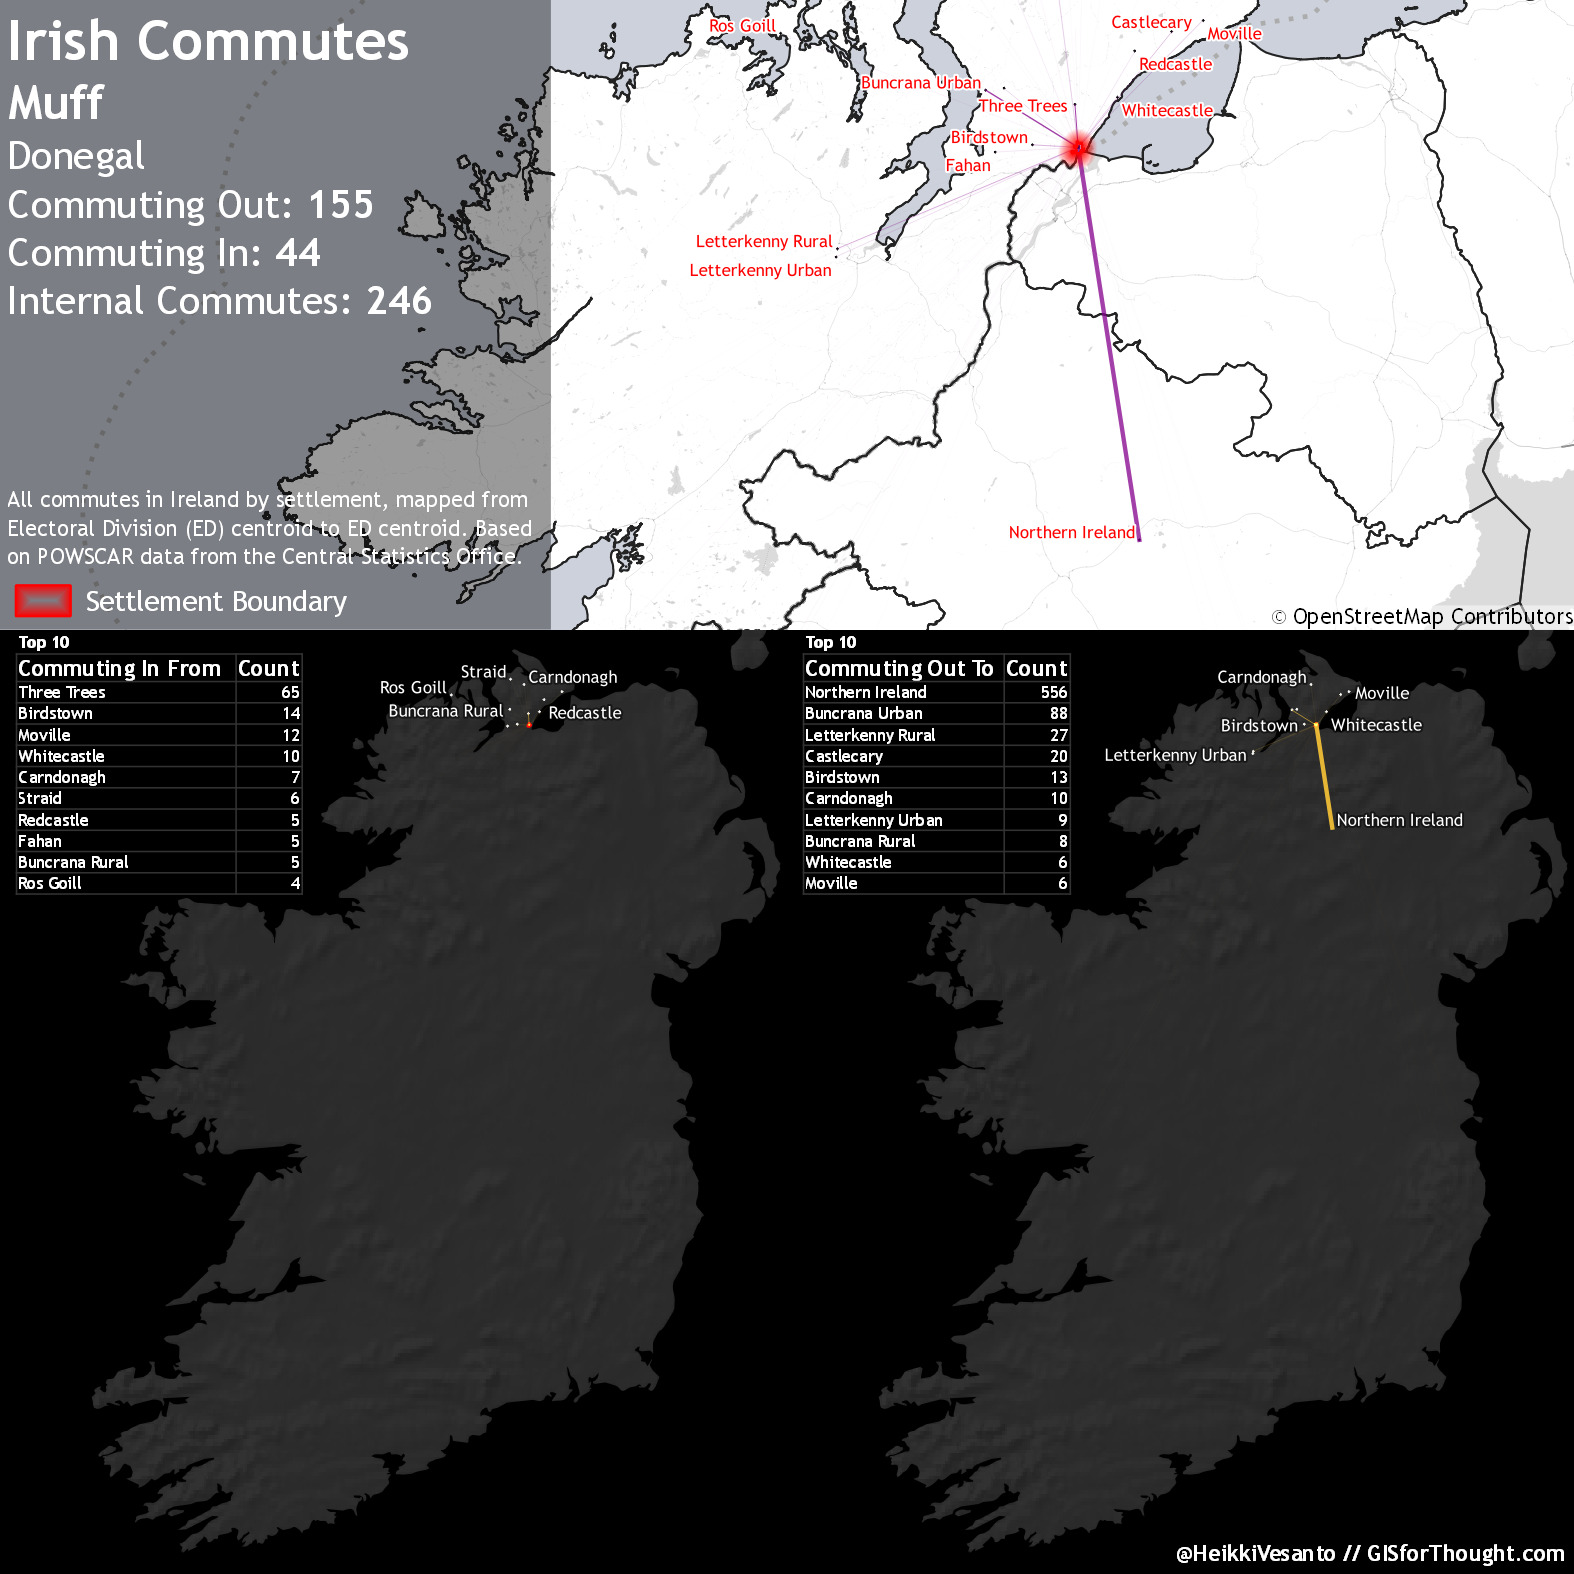 Irish Commutes
Muff
Donegal
Commuting Out: 155
Commuting In: 44
Internal Commutes: 246
All commutes in Ireland by settlement, mapped from
Electoral Division (ED) centroid to ED centroid. Based
on POWSCAR data from the Central Statistics Office.
Settlement Boundary
Ros Goill
Castlecary
Moville
Redcastle
Buncrana Urban
Three Trees
Whitecastle
Birdstown
Fahan
Letterkenny Rural
Letterkenny Urban
Northern Ireland
© OpenStreetMap Contributors
Top 10
Commuting In From Count
Three Trees 65
Birdstown 14
Moville 12
Whitecastle 10
Carndonagh 7
Straid 6
Redcastle 5
Fahan 5
Buncrana Rural 5
Ros Goill 4
Straid
Carndonagh
Ros Goill
Buncrana Rural
Redcastle
Top 10
Commuting Out To Count
Northern Ireland 556
Buncrana Urban 88
Letterkenny Rural 27
Castlecary 20
Birdstown 13
Carndonagh 10
Letterkenny Urban 9
Buncrana Rural 8
Whitecastle 6
Moville 6
Carndonagh
Moville
Birdstown
Whitecastle
Letterkenny Urban
Northern Ireland
@HeikkiVesanto // GISforThought.com